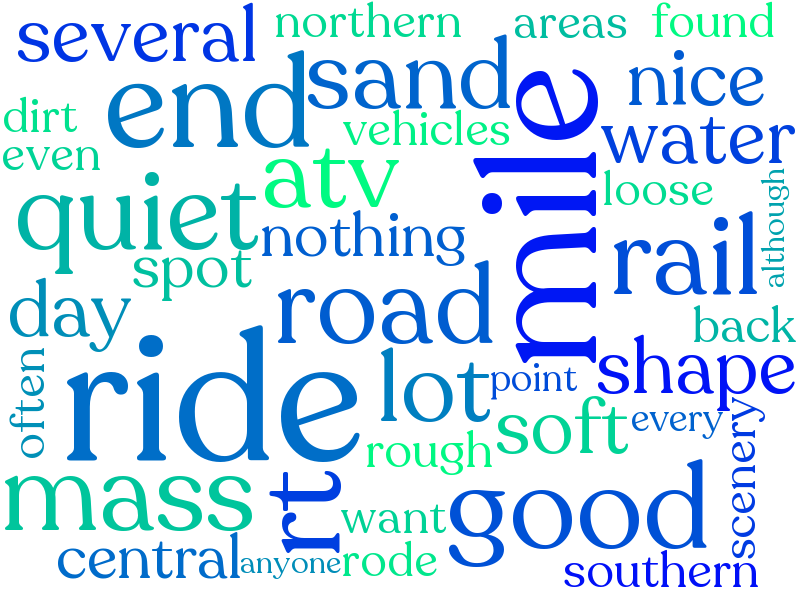 several
northern
areas
found
end
sand
mile
nice
dirt
vehicles
water
even
atv
loose
although
quiet
nothing
rail
spot
day
road
back
ride
often
lot
point
shape
soft
every
scenery
rough
mass
rt
want
good
central
anyone
rode
southern